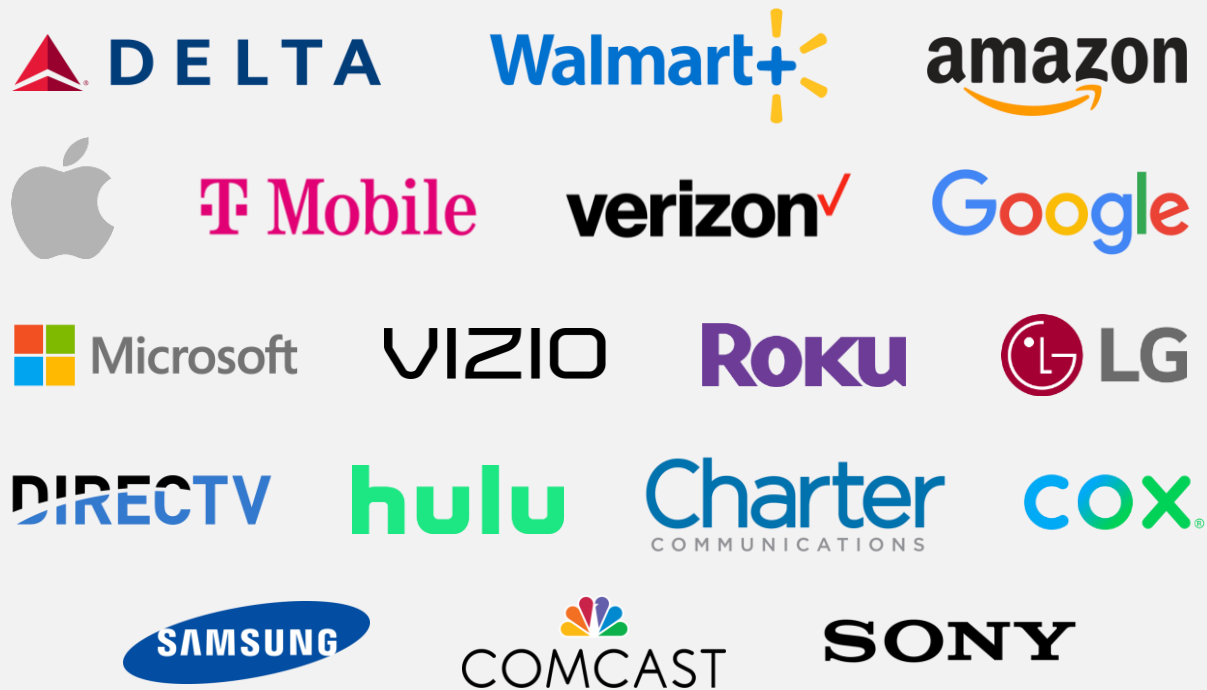 DELTA
Walmart+
amazon
T Mobile
verizon
Google
Microsoft
VIZIO
ROKU
LG
DIRECTV
hulu
Charter
COMMUNICATIONS
COX®
SAMSUNG
COMCAST
SONY